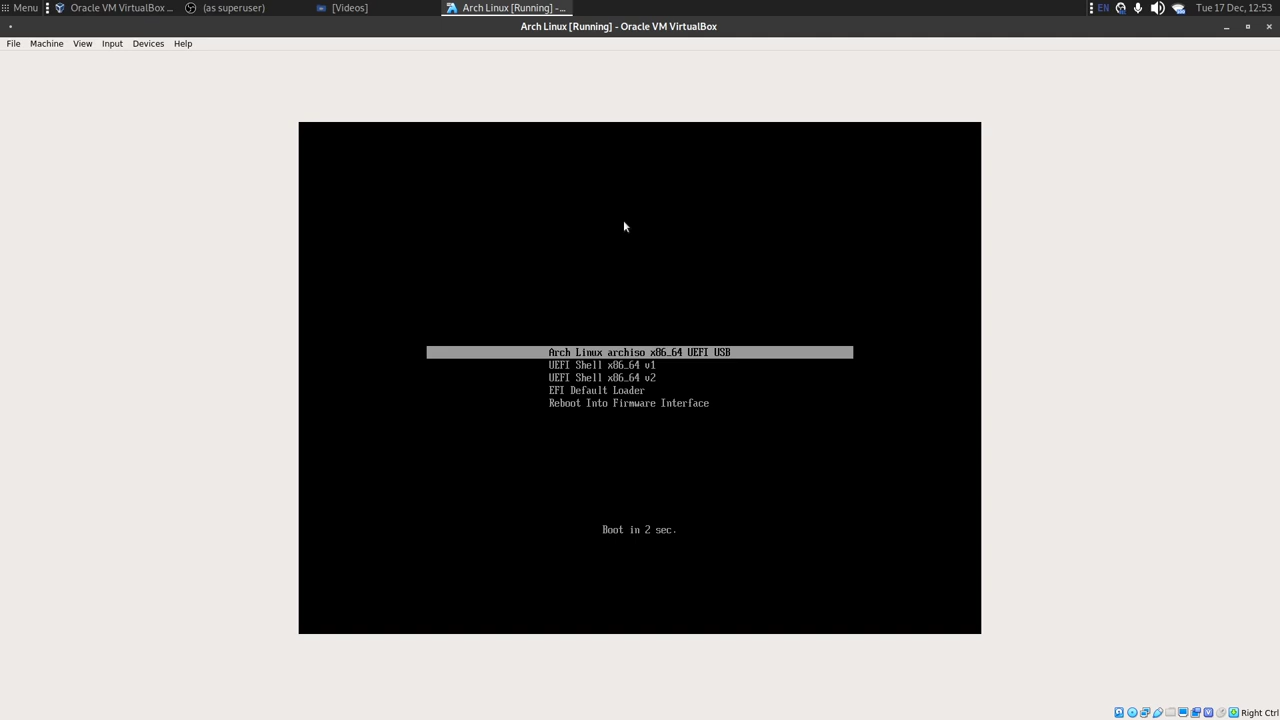 Menu Oracle VM VirtualBox ... (as superuser) [Videos] Arch Linux [Running] -... EN Tue 17 Dec, 12:53
Arch Linux [Running] - Oracle VM VirtualBox
File Machine View Input Devices Help
Arch Linux archiso x86_64 UEFI USB
UEFI Shell x86_64 v1
UEFI Shell x86_64 v2
EFI Default Loader
Reboot Into Firmware Interface
Boot in 2 sec.
Right Ctrl